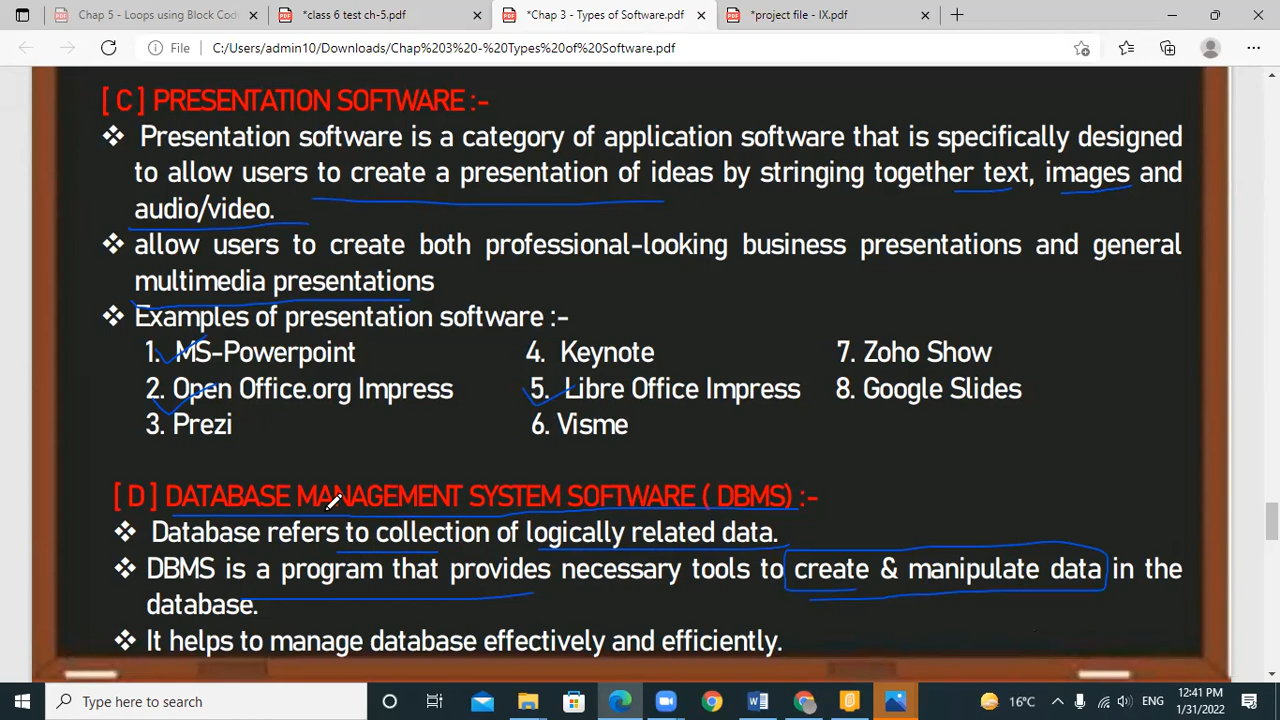 Chap 5 - Loops using Block Cod
*class 6 test ch-5.pdf
*Chap 3 - Types of Software.pdf
*project file - IX.pdf
File
C:/Users/admin10/Downloads/Chap%203%20-%20Types%20of%20Software.pdf
[ C ] PRESENTATION SOFTWARE :-
❖ Presentation software is a category of application software that is specifically designed
to allow users to create a presentation of ideas by stringing together text, images and
audio/video.
❖ allow users to create both professional-looking business presentations and general
multimedia presentations
❖ Examples of presentation software :-
1. MS-Powerpoint 4. Keynote 7. Zoho Show
2. Open Office.org Impress 5. Libre Office Impress 8. Google Slides
3. Prezi 6. Visme
[ D ] DATABASE MANAGEMENT SYSTEM SOFTWARE ( DBMS) :-
❖ Database refers to collection of logically related data.
❖ DBMS is a program that provides necessary tools to create & manipulate data in the
database.
❖ It helps to manage database effectively and efficiently.
Type here to search
16°C
ENG
12:41 PM
1/31/2022